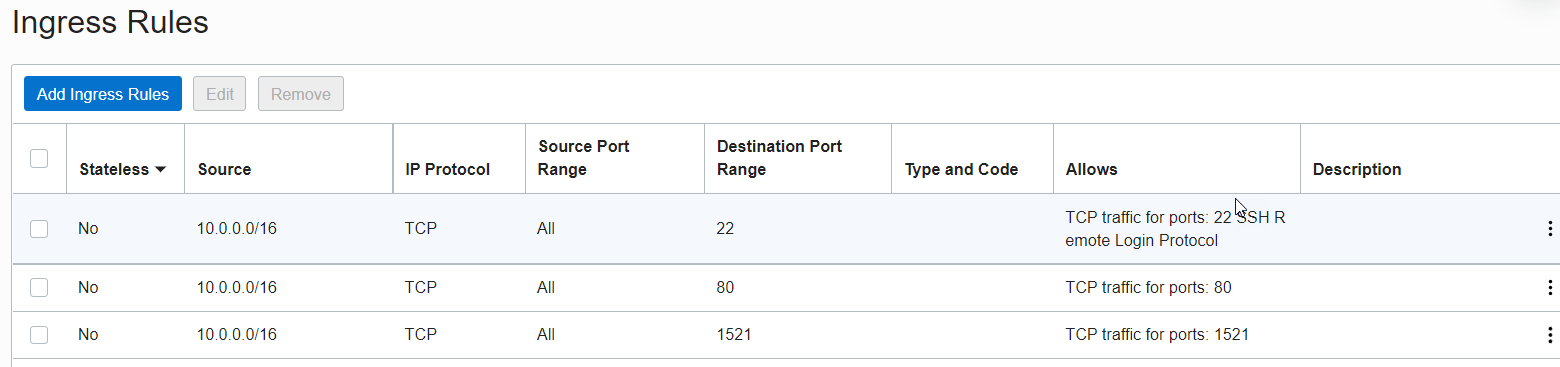 Ingress Rules
Add Ingress Rules Edit Remove
Stateless Source IP Protocol Source Port Range Destination Port Range Type and Code Allows Description
No 10.0.0.0/16 TCP All 22 TCP traffic for ports: 22 SSH R
emote Login Protocol
No 10.0.0.0/16 TCP All 80 TCP traffic for ports: 80
No 10.0.0.0/16 TCP All 1521 TCP traffic for ports: 1521